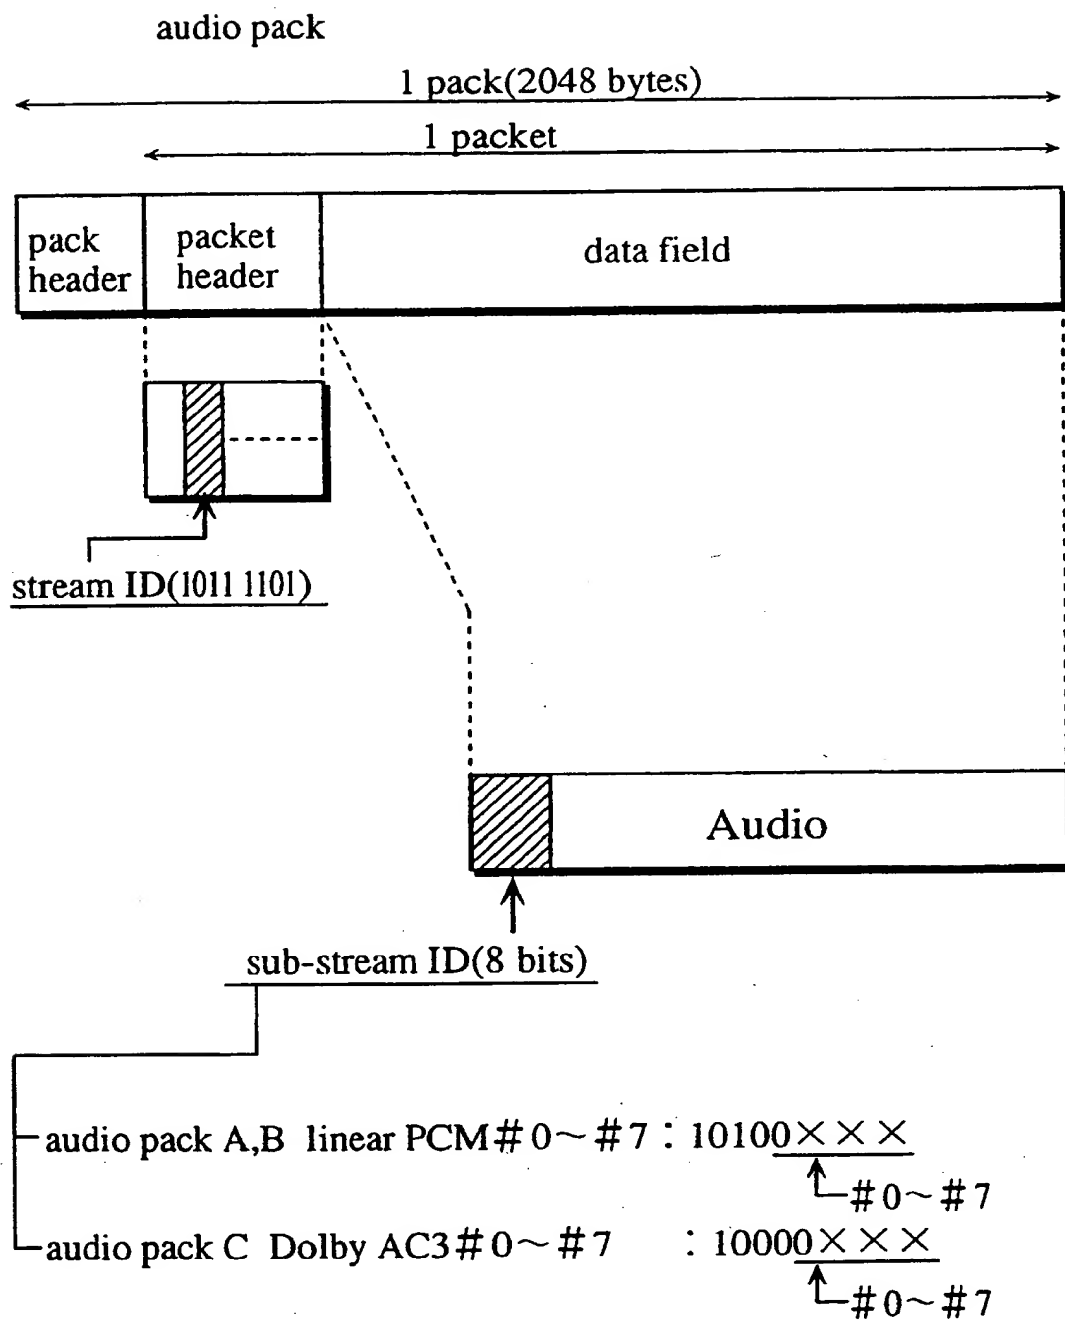 audio pack
1 pack(2048 bytes)
1 packet
pack header
packet header
data field
stream ID(1011 1101)
Audio
sub-stream ID(8 bits)
audio pack A,B linear PCM#0~#7:10100×××
#0~#7
audio pack C Dolby AC3#0~#7 :10000×××
#0~#7